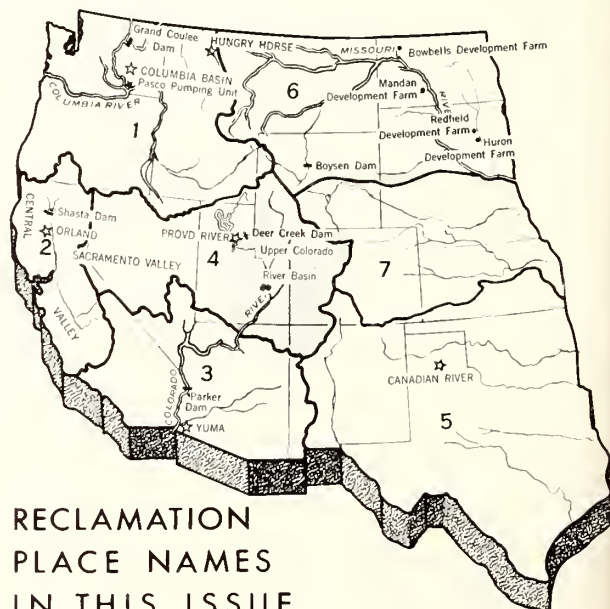 Grand Coulee
Dam
HUNGRY HORSE
MISSOURI
Bowbells Development Farm
COLUMBIA BASIN
Pasco Pumping Unit
COLUMBIA RIVER
6
Mandan
Development Farm
RIVER
Redfield
Development Farm
Huron
Development Farm
1
Boysen Dam
CENTRAL
Shasta Dam
2
ORLAND
PROVO RIVER
Deer Creek Dam
Upper Colorado
River Basin
SACRAMENTO VALLEY
4
7
VALLEY
RIVER
3
COLORADO
Parker
Dam
YUMA
CANADIAN RIVER
5
RECLAMATION
PLACE NAMES
IN THIS ISSUE